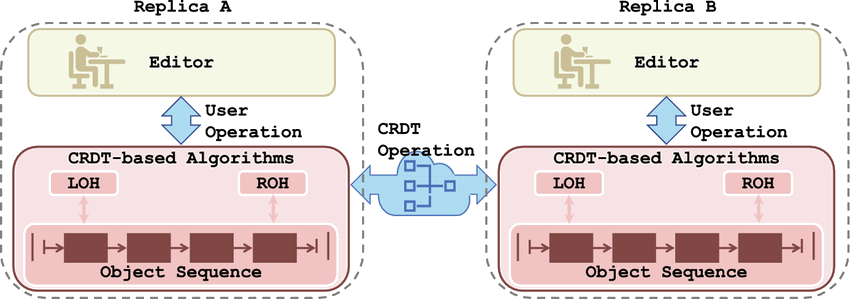 Replica A
Replica B
Editor
Editor
User
Operation
User
Operation
CRDT
Operation
CRDT-based Algorithms
CRDT-based Algorithms
LOH
ROH
LOH
ROH
Object Sequence
Object Sequence